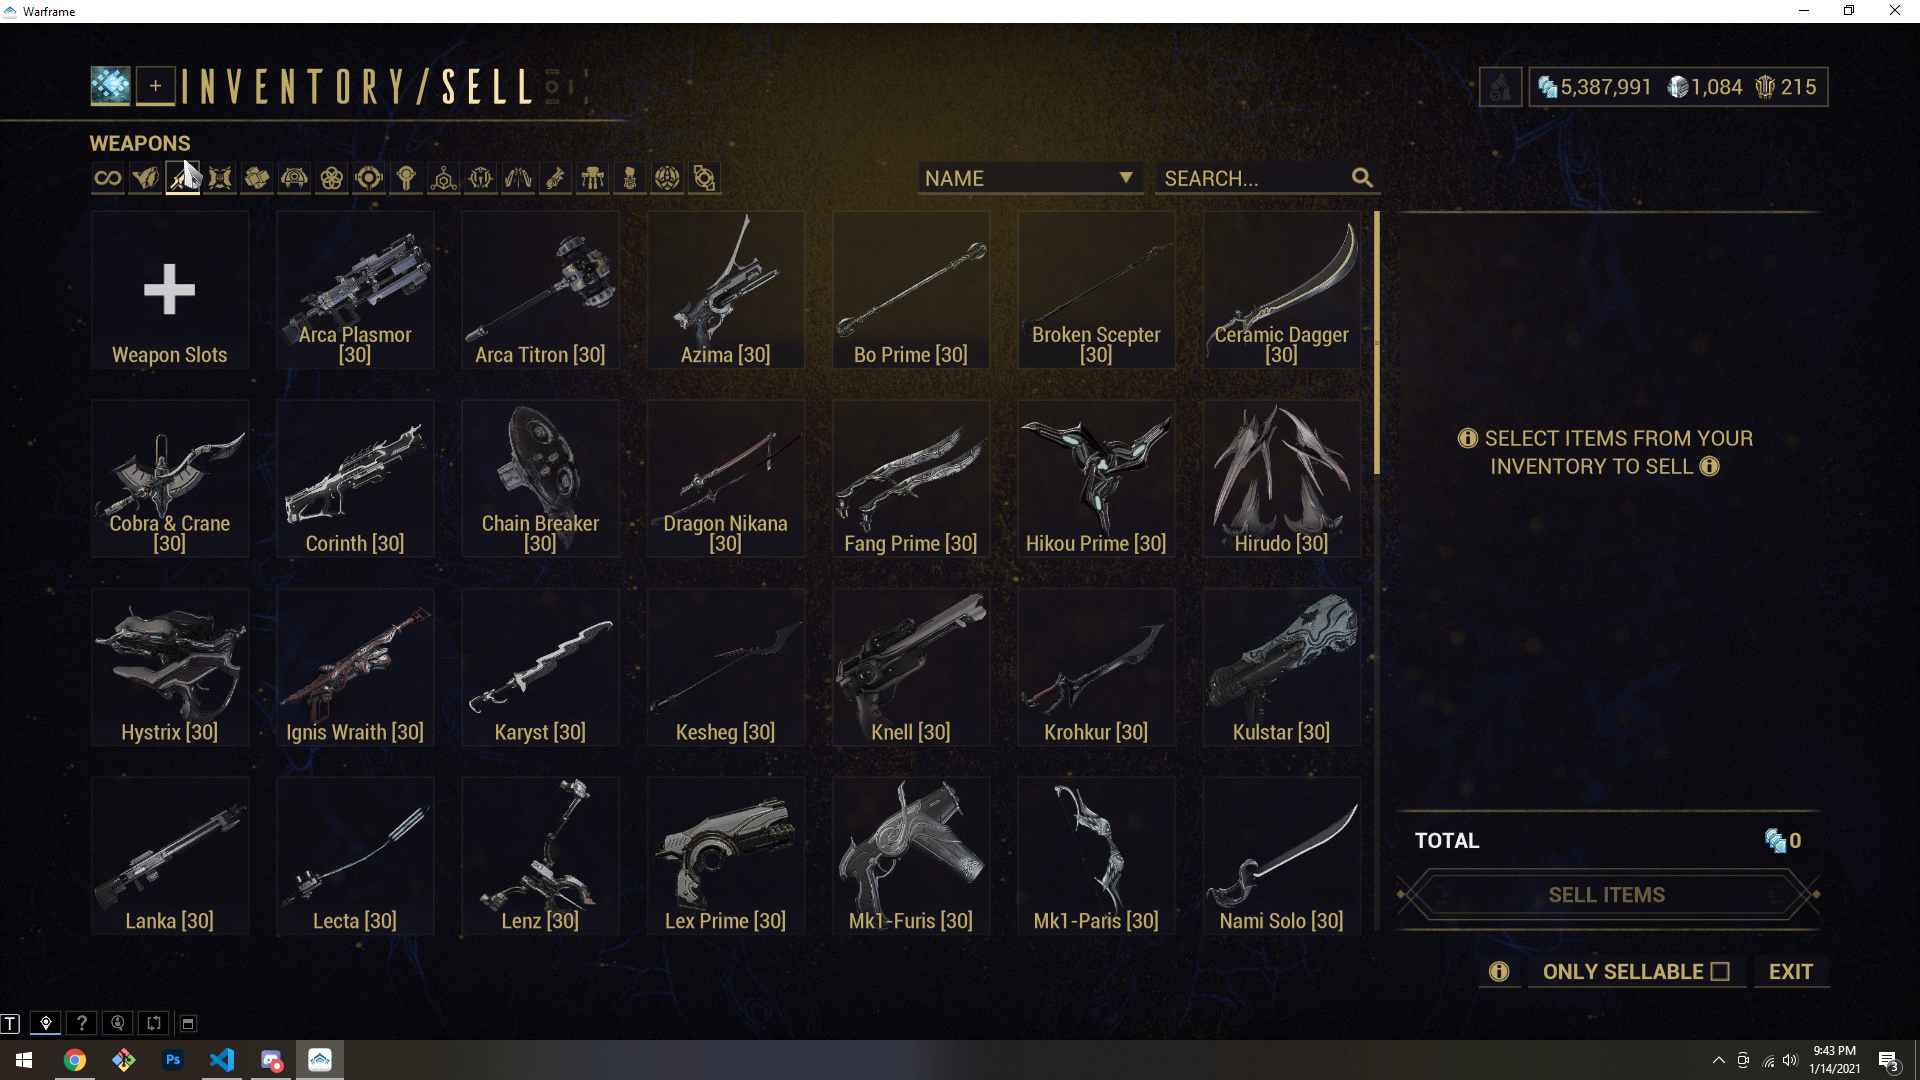 Warframe
INVENTORY/SELL
5,387,991 1,084 215
WEAPONS
NAME
SEARCH...
Weapon Slots
Arca Plasmor
[30]
Arca Titron [30]
Azima [30]
Bo Prime [30]
Broken Scepter
[30]
Ceramic Dagger
[30]
Cobra & Crane
[30]
Corinth [30]
Chain Breaker
[30]
Dragon Nikana
[30]
Fang Prime [30]
Hikou Prime [30]
Hirudo [30]
SELECT ITEMS FROM YOUR
INVENTORY TO SELL
Hystrix [30]
Ignis Wraith [30]
Karyst [30]
Kesheg [30]
Knell [30]
Krohkur [30]
Kulstar [30]
Lanka [30]
Lecta [30]
Lenz [30]
Lex Prime [30]
Mk1-Furis [30]
Mk1-Paris [30]
Nami Solo [30]
TOTAL 0
SELL ITEMS
ONLY SELLABLE
EXIT
T
?
Ps
9:43 PM
1/14/2021
3